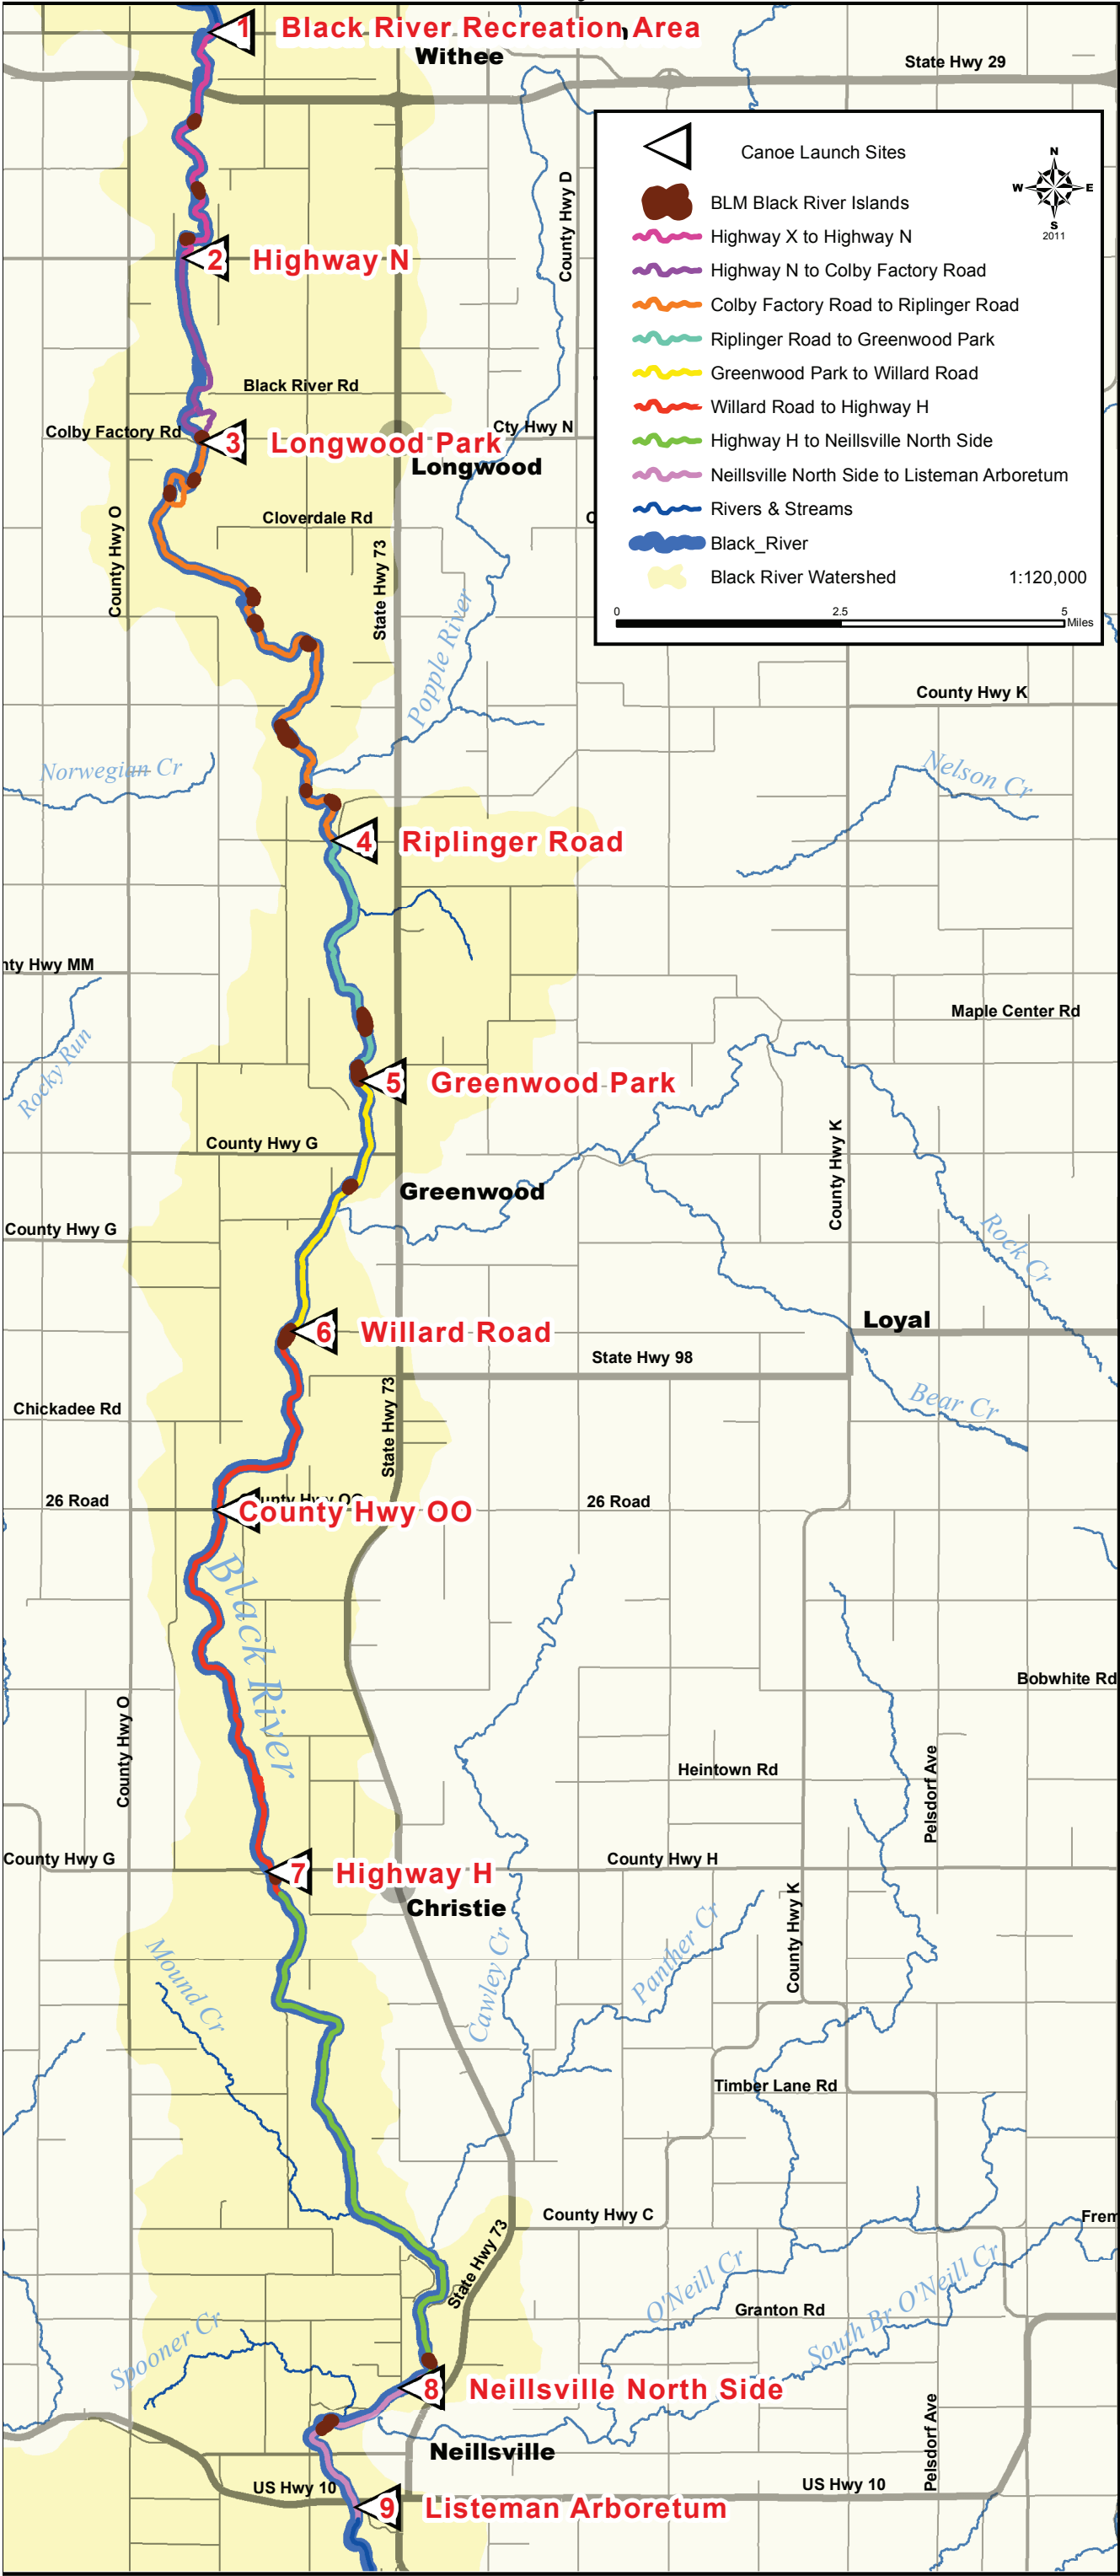 1 Black River Recreation Area
Withee
State Hwy 29
County Hwy D
Canoe Launch Sites
N
W E
S
2011
BLM Black River Islands
Highway X to Highway N
Highway N to Colby Factory Road
Colby Factory Road to Riplinger Road
Riplinger Road to Greenwood Park
Greenwood Park to Willard Road
Willard Road to Highway H
Highway H to Neillsville North Side
Neillsville North Side to Listeman Arboretum
Rivers & Streams
Black_River
Black River Watershed 1:120,000
0 2.5 5
Miles
2 Highway N
Black River Rd
Colby Factory Rd
3 Longwood Park
Cty Hwy N
Longwood
Cloverdale Rd
C
County Hwy O
State Hwy 73
Popple River
County Hwy K
Norwegian Cr
Nelson Cr
4 Riplinger Road
nty Hwy MM
Maple Center Rd
Rocky Run
5 Greenwood Park
County Hwy G
County Hwy K
Greenwood
County Hwy G
Rock Cr
Loyal
6 Willard Road
State Hwy 98
Bear Cr
Chickadee Rd
State Hwy 73
26 Road
unty Hwy OO
County Hwy OO
26 Road
Black River
Bobwhite Rd
County Hwy O
Heintown Rd
Pelsdorf Ave
County Hwy G
7 Highway H
County Hwy H
Christie
County Hwy K
Mound Cr
Cawley Cr
Panther Cr
Timber Lane Rd
County Hwy C
Frem
State Hwy 73
O'Neill Cr
South Br O'Neill Cr
Granton Rd
Spooner Cr
8 Neillsville North Side
Neillsville
Pelsdorf Ave
US Hwy 10
US Hwy 10
9 Listeman Arboretum